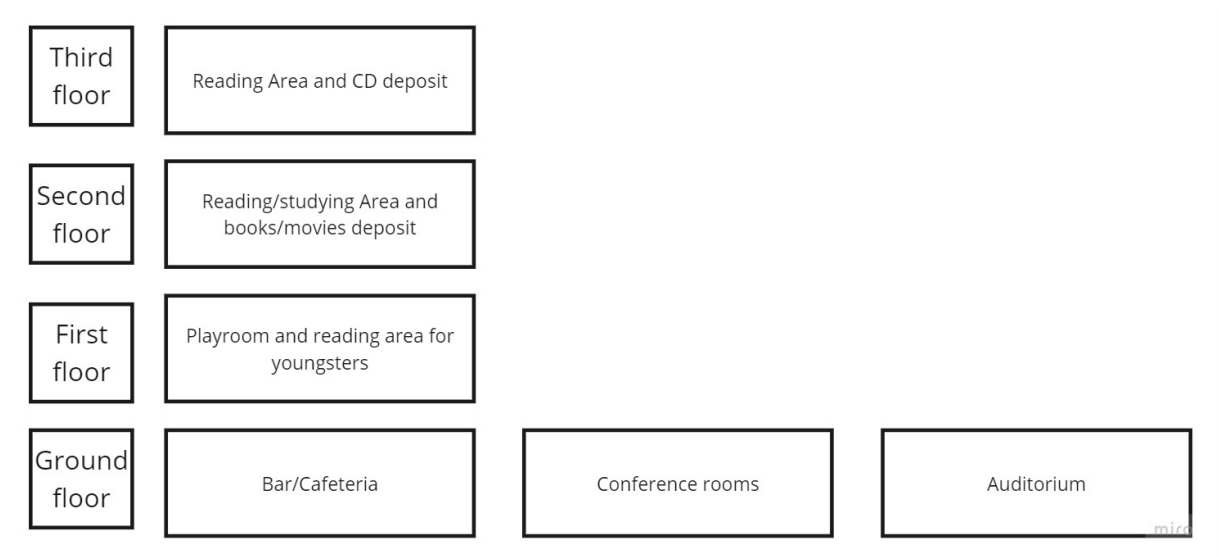 Third
floor
Reading Area and CD deposit
Second
floor
Reading/studying Area and
books/movies deposit
First
floor
Playroom and reading area for
youngsters
Ground
floor
Bar/Cafeteria
Conference rooms
Auditorium
miro